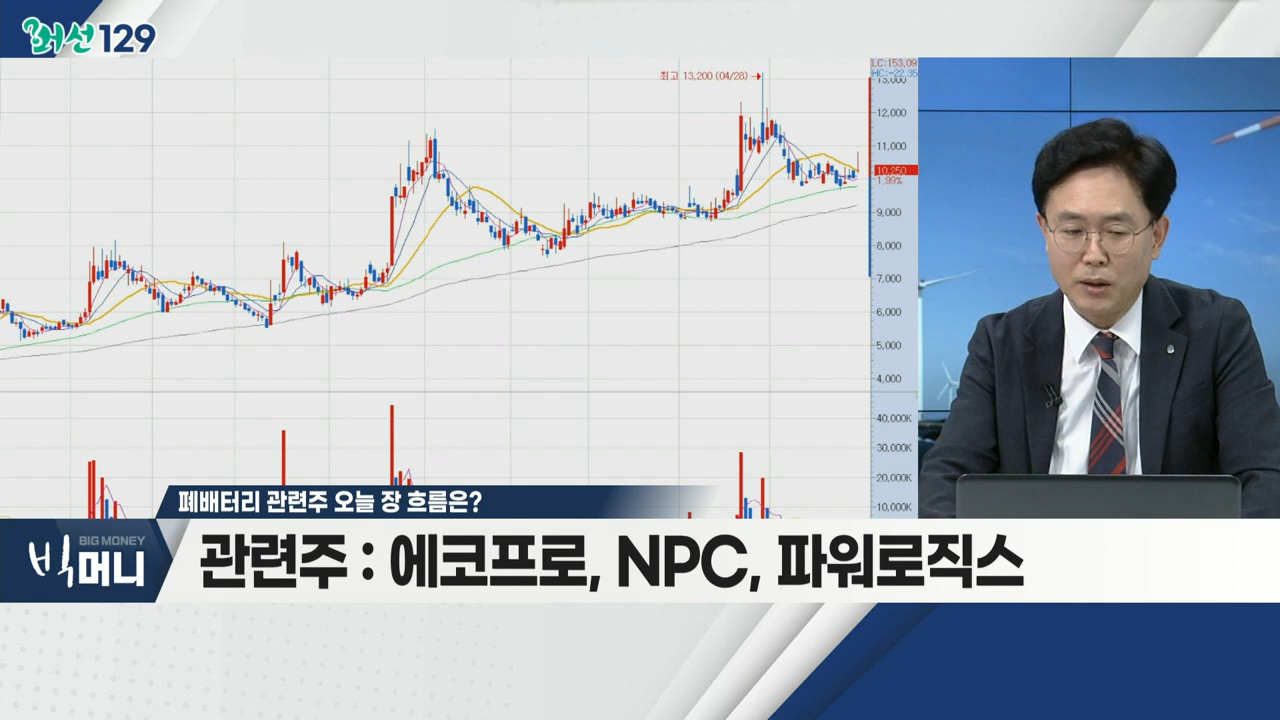 머선129
최고 13,200 (04/28)→
LC:153,09
HC:-22,35
13,000
12,000
11,000
10,250
1,99%
9,000
8,000
7,000
6,000
5,000
4,000
40,000K
30,000K
20,000K
10,000K
폐배터리 관련주 오늘 장 흐름은?
BIG MONEY
빅머니
관련주 : 에코프로, NPC, 파워로직스